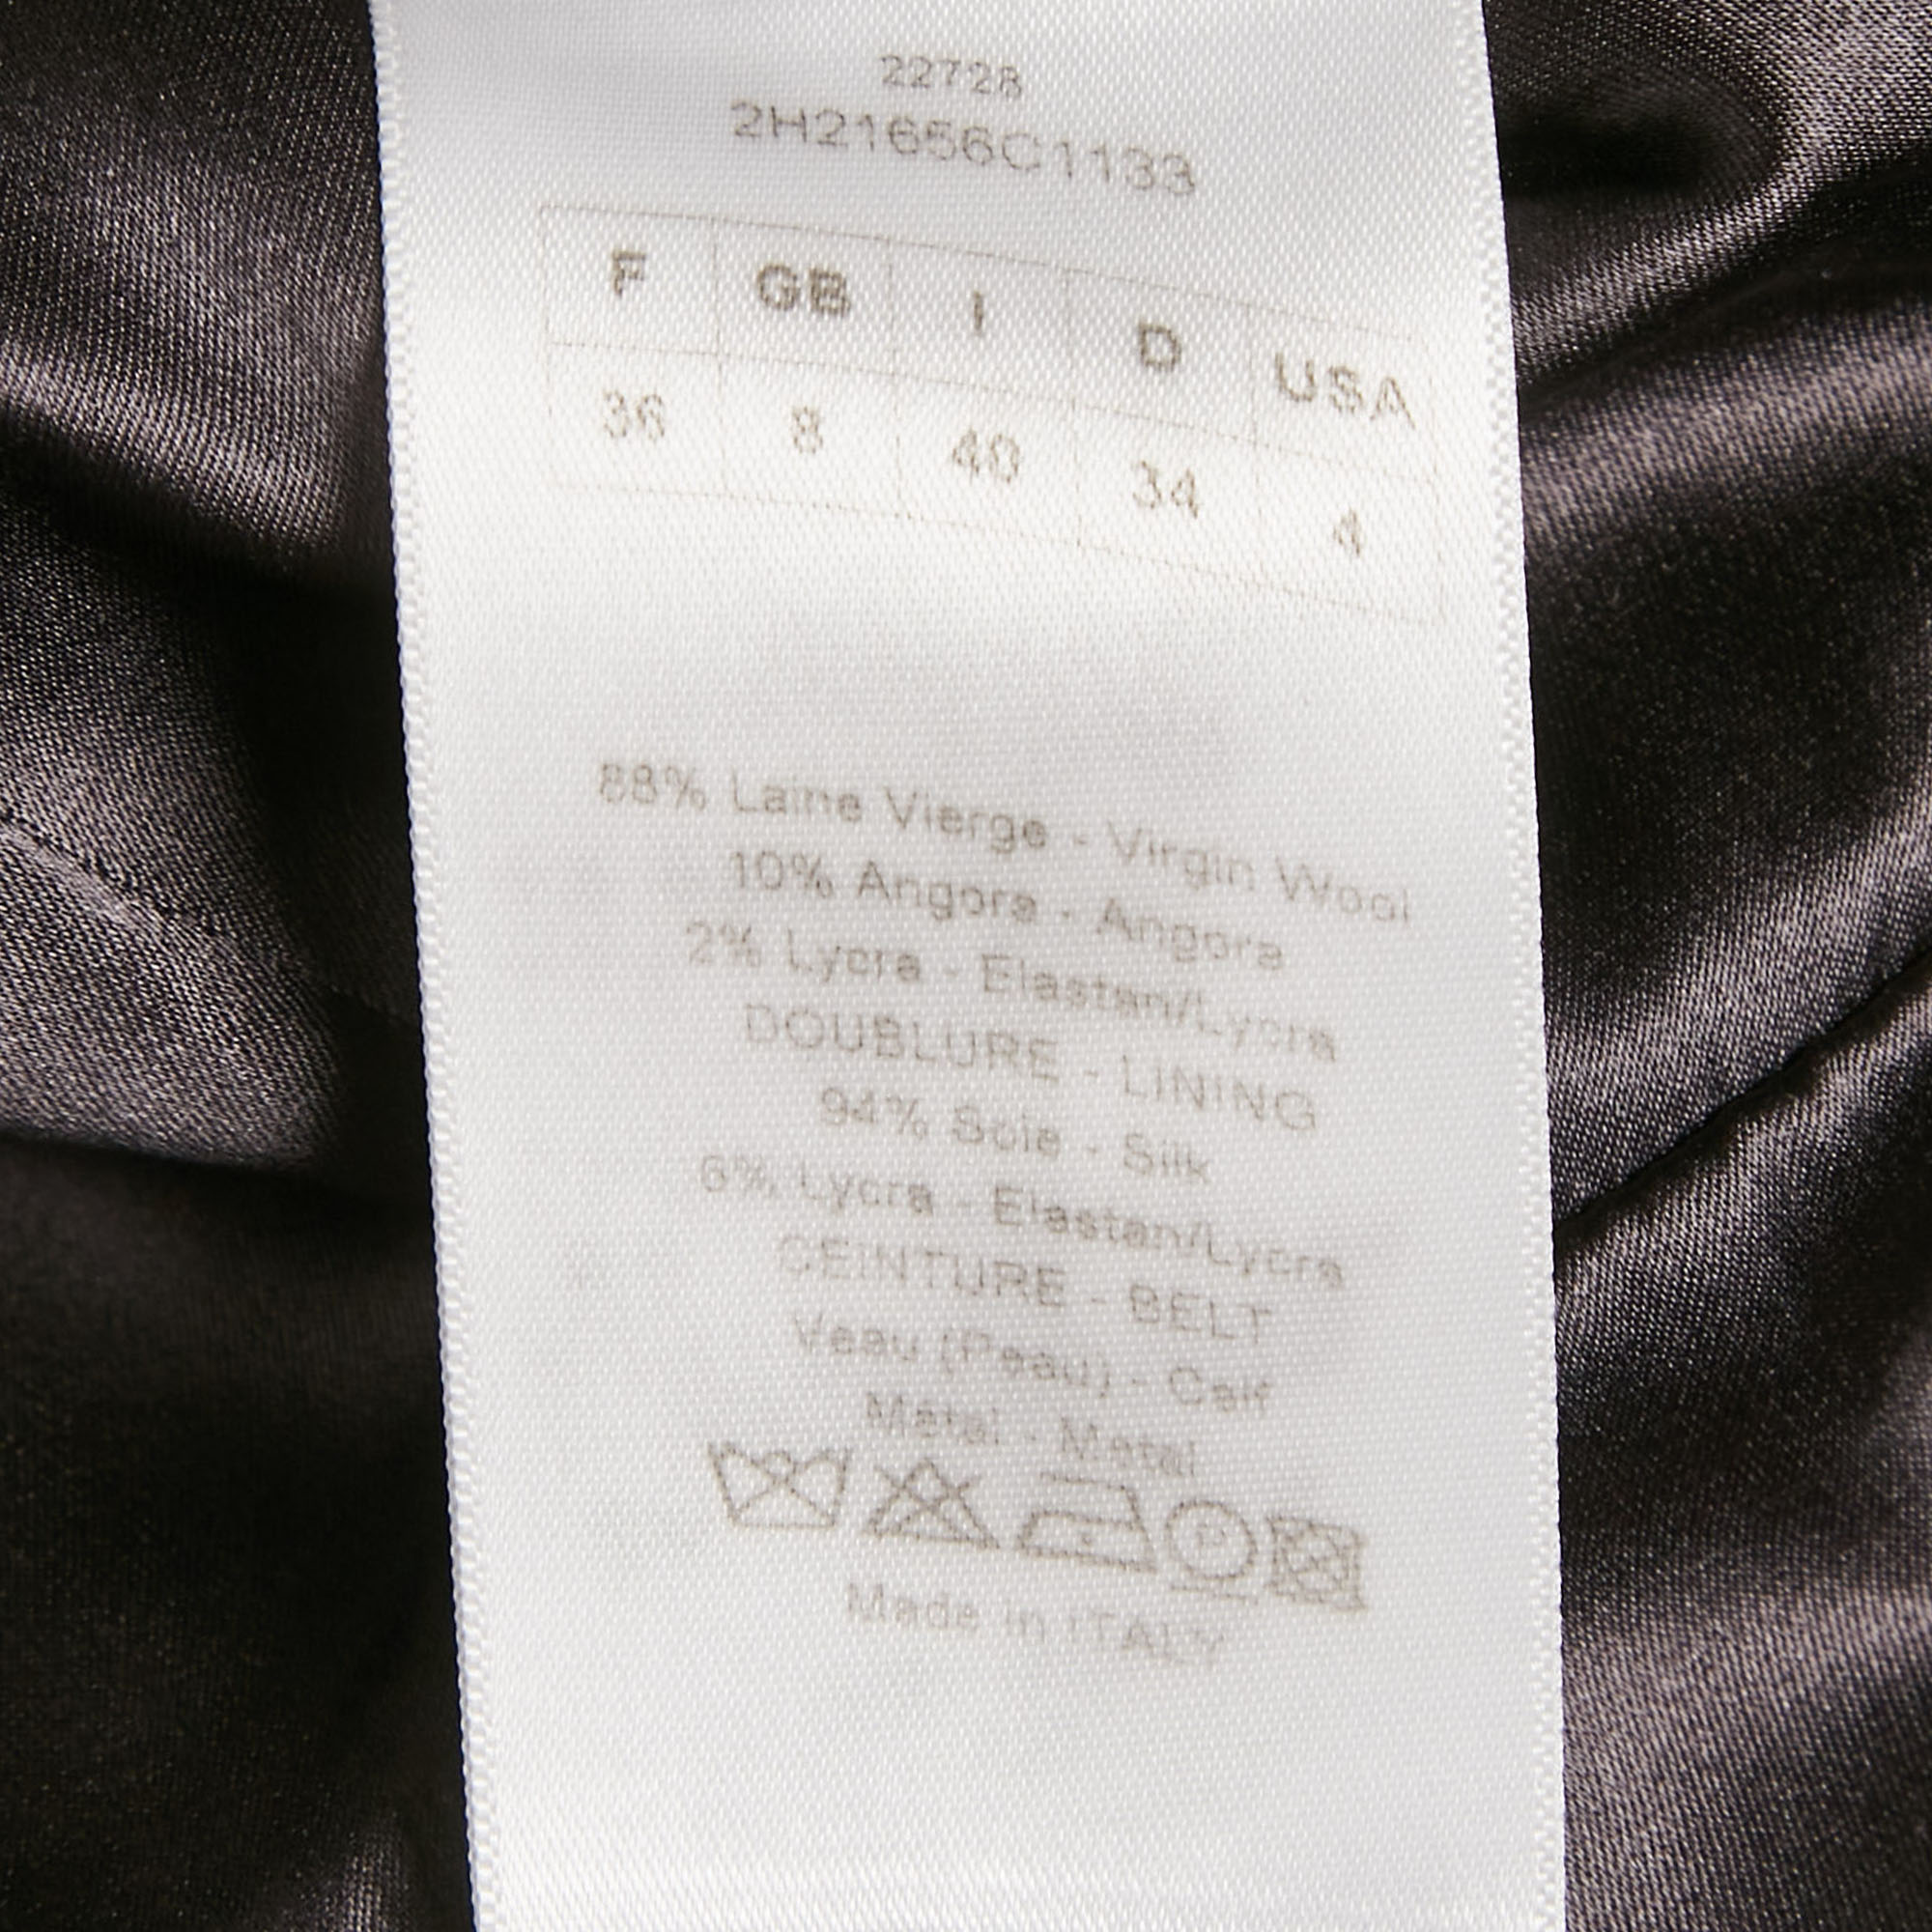 22728
2H21656C1133
F GB I D USA
36 8 40 34 4
88% Laine Vierge - Virgin Wool
10% Angora - Angora
2% Lycra - Elastan/Lycra
DOUBLURE - LINING
94% Soie - Silk
6% Lycra - Elastan/Lycra
CEINTURE - BELT
Veau (Peau) - Calf
Metal - Metal
Made in ITALY